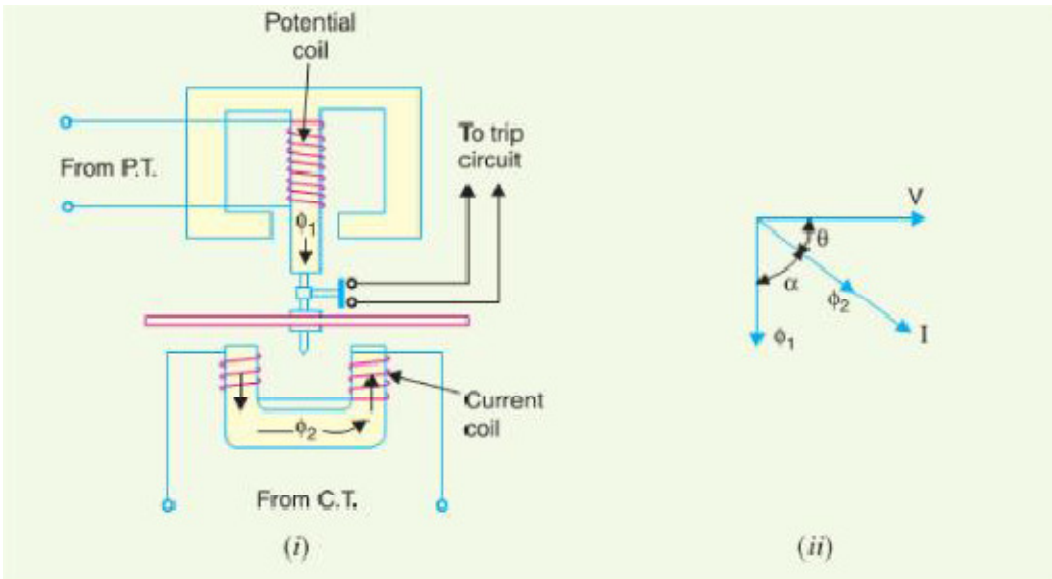 Potential
coil
To trip
circuit
From P.T.
ϕ1
V
θ
α
ϕ2
I
ϕ1
Current
coil
ϕ2
From C.T.
(i)
(ii)